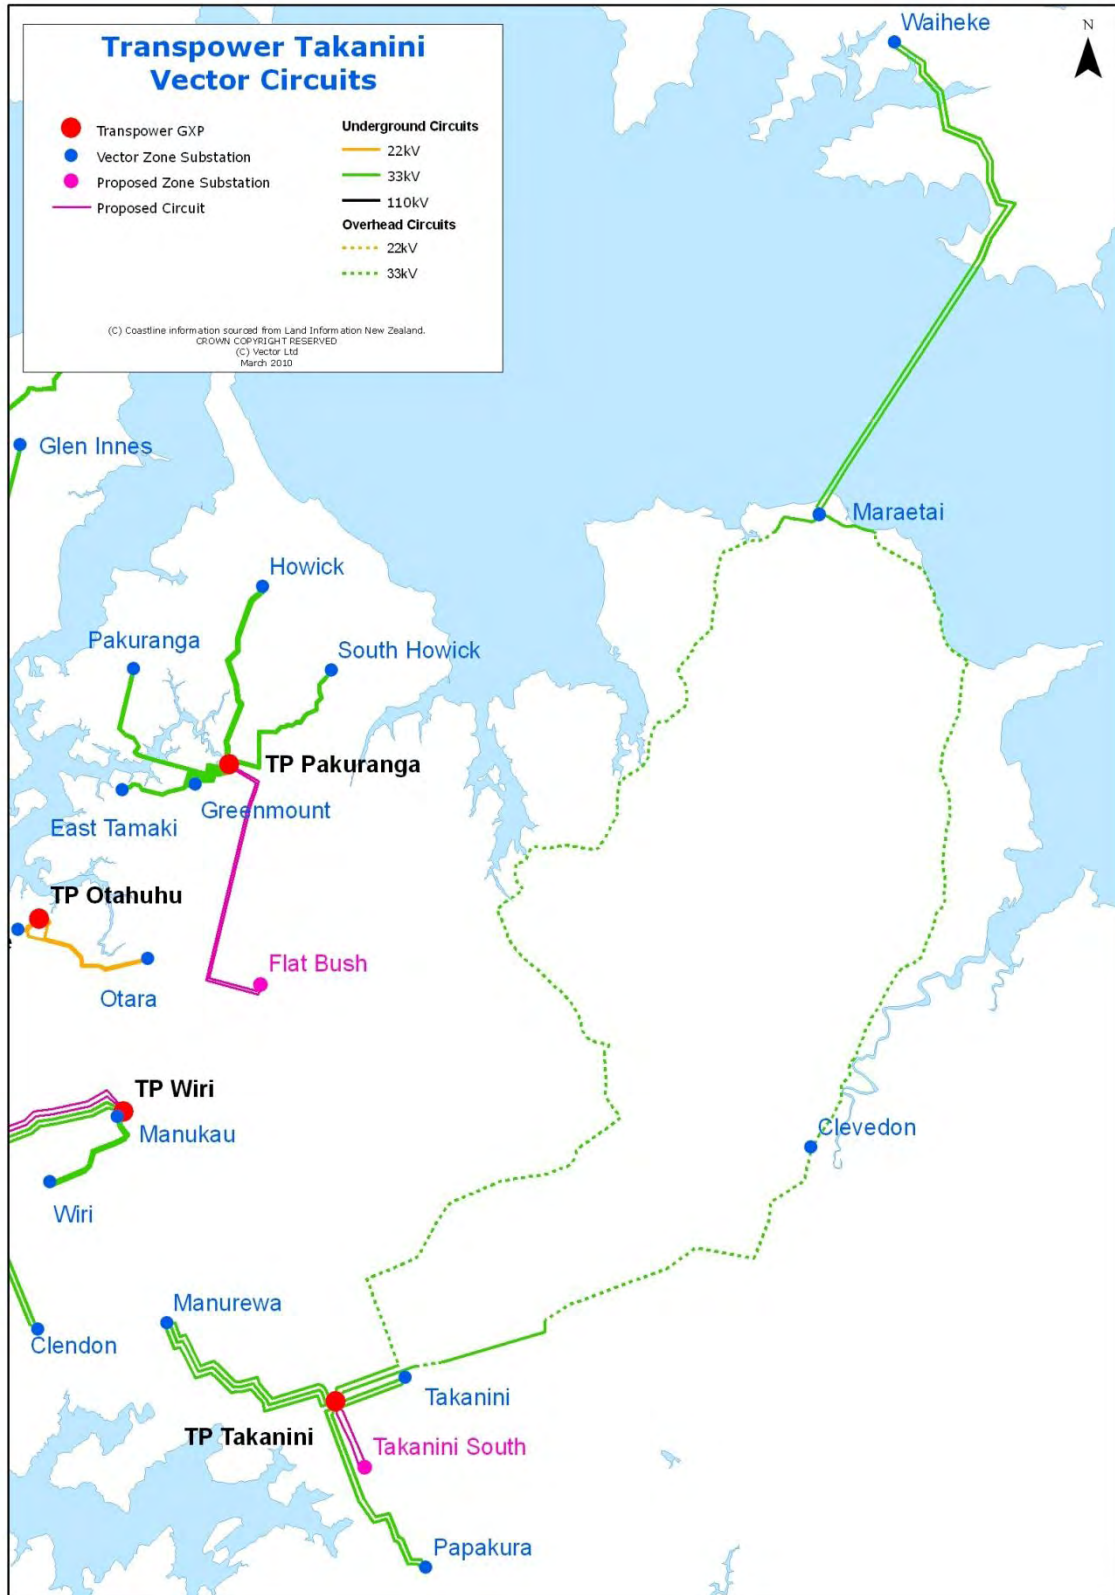 Transpower Takanini
Vector Circuits
Transpower GXP
Vector Zone Substation
Proposed Zone Substation
Proposed Circuit
Underground Circuits
22kV
33kV
110kV
Overhead Circuits
22kV
33kV
(C) Coastline information sourced from Land Information New Zealand.
CROWN COPYRIGHT RESERVED
(C) Vector Ltd
March 2010
Waiheke
N
Glen Innes
Maraetai
Howick
Pakuranga
South Howick
TP Pakuranga
Greenmount
East Tamaki
TP Otahuhu
Flat Bush
Otara
TP Wiri
Manukau
Clevedon
Wiri
Manurewa
Clendon
Takanini
TP Takanini
Takanini South
Papakura